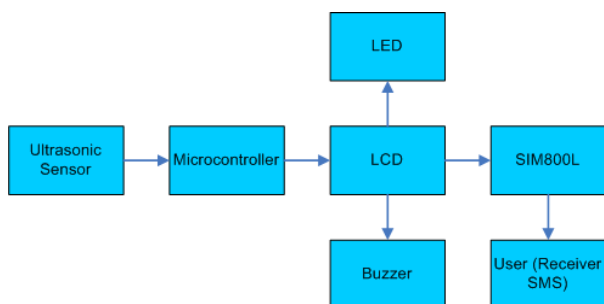 LED
Ultrasonic
Sensor
Microcontroller
LCD
SIM800L
Buzzer
User (Receiver
SMS)